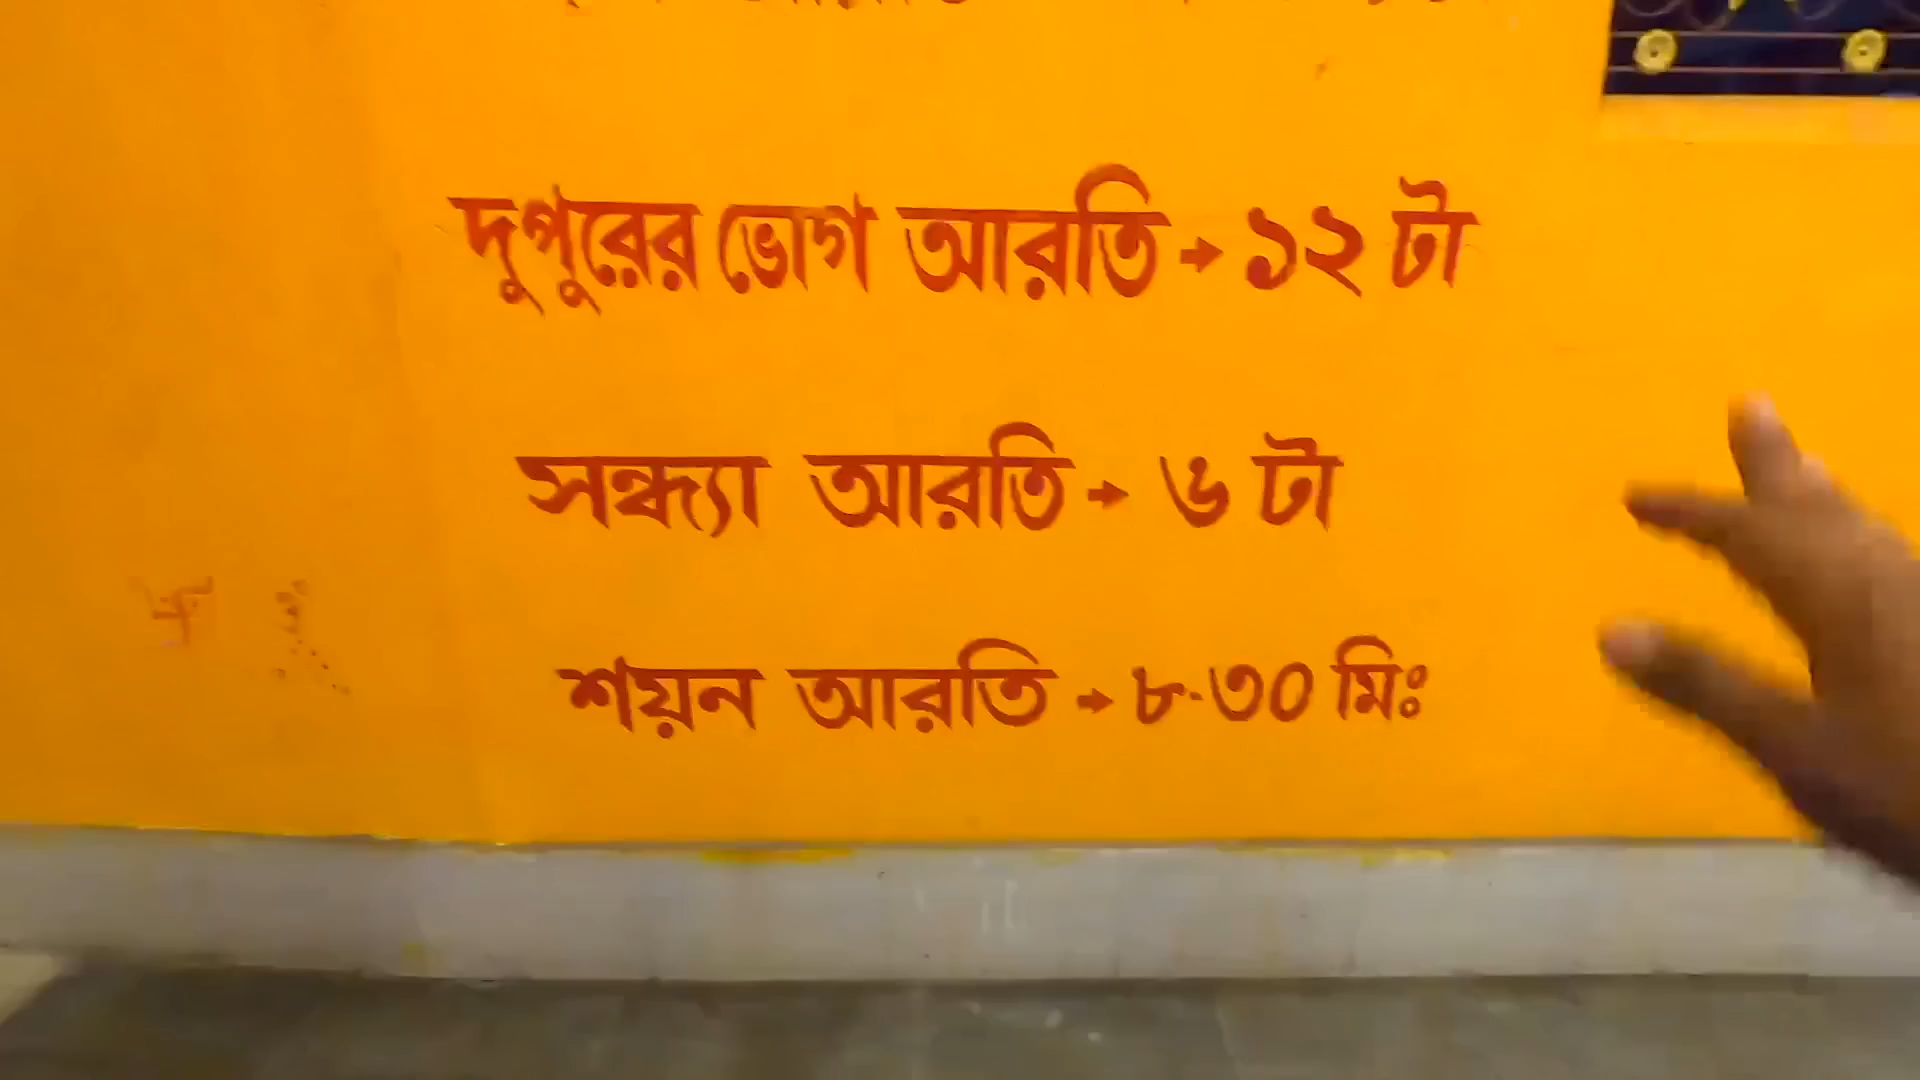 দুপুরের ভোগ আরতি → ১২ টা
সন্ধ্যা আরতি → ৬ টা
শয়ন আরতি → ৮-৩০ মিঃ